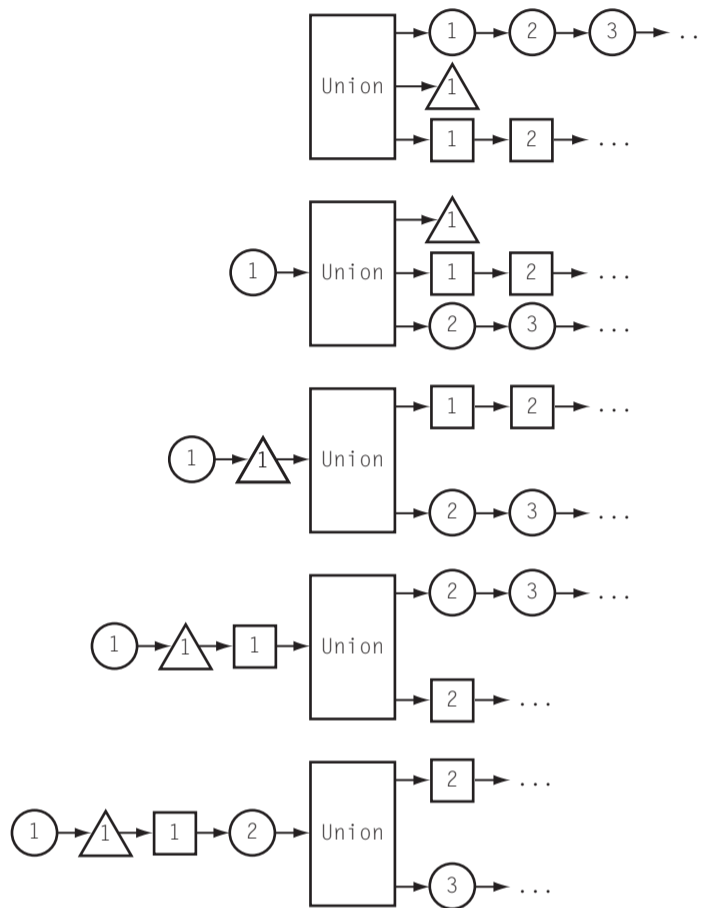 1 2 3 ..
Union 1
1 2 ...
1
1 Union 1 2 ...
2 3 ...
1 2 ...
1 1 Union
2 3 ...
2 3 ...
1 1 1 Union
2 ...
2 ...
1 1 1 2 Union
3 ...